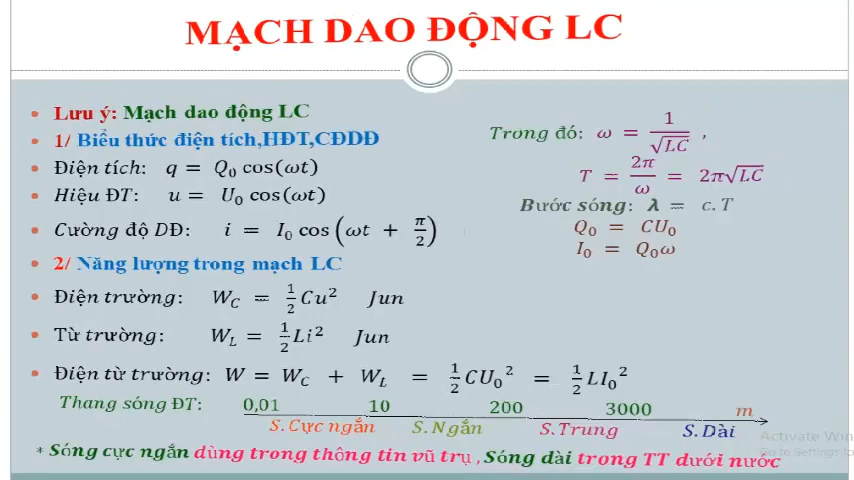 MẠCH DAO ĐỘNG LC
• Lưu ý: Mạch dao động LC
• 1/ Biểu thức điện tích,HĐT,CĐDĐ
• Điện tích: q = Q₀ cos(ωt)
• Hiệu ĐT: u = U₀ cos(ωt)
• Cường độ DĐ: i = I₀ cos(ωt + π/2)
• 2/ Năng lượng trong mạch LC
• Điện trường: W_C = 1/2 Cu² Jun
• Từ trường: W_L = 1/2 Li² Jun
• Điện từ trường: W = W_C + W_L = 1/2 CU₀² = 1/2 LI₀²
Trong đó: ω = 1/√LC ,
T = 2π/ω = 2π√LC
Bước sóng: λ = c.T
Q₀ = CU₀
I₀ = Q₀ω
Thang sóng ĐT: 0,01 10 200 3000 m
S.Cực ngắn S.Ngắn S.Trung S.Dài
* Sóng cực ngắn dùng trong thông tin vũ trụ ,Sóng dài trong TT dưới nước
Activate Win
Go to Settings to